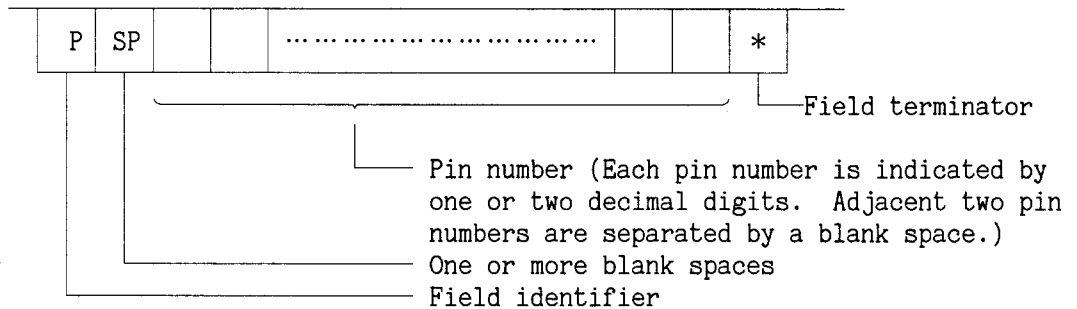 P SP ……………………………… *
Field terminator
Pin number (Each pin number is indicated by
one or two decimal digits. Adjacent two pin
numbers are separated by a blank space.)
One or more blank spaces
Field identifier